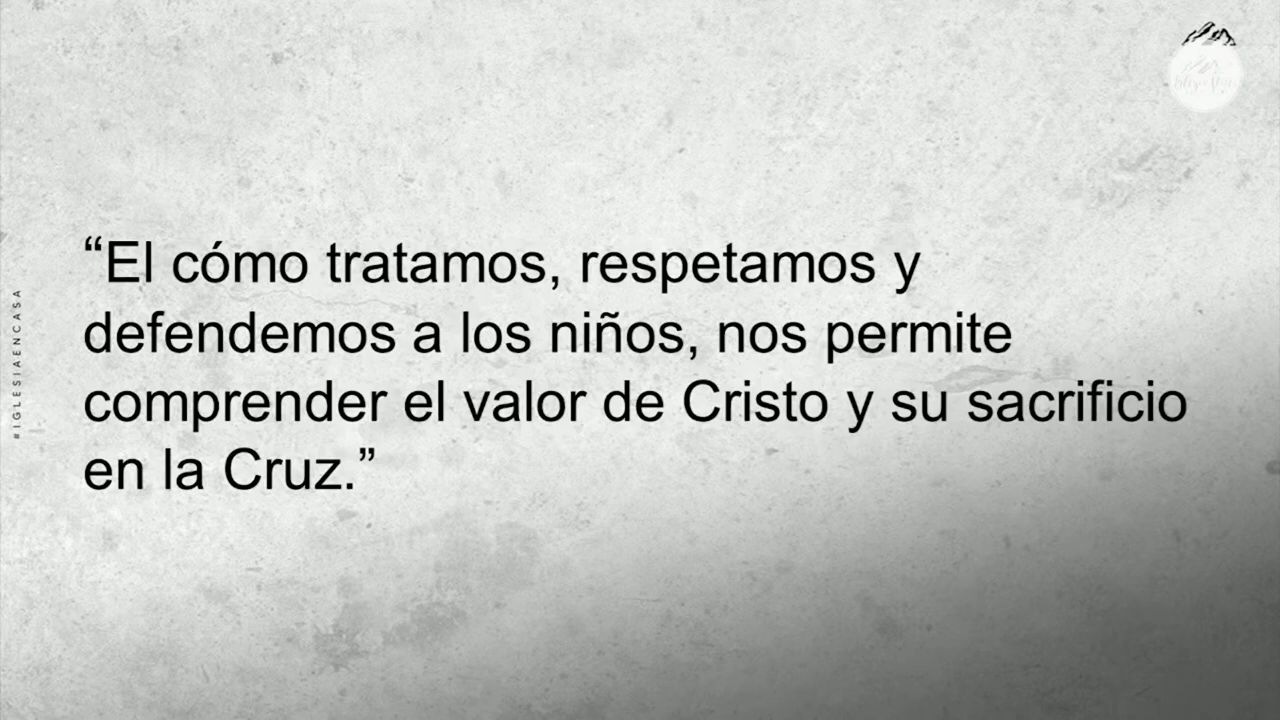 “El cómo tratamos, respetamos y
defendemos a los niños, nos permite
comprender el valor de Cristo y su sacrificio
en la Cruz.”
#IGLESIAENCASA